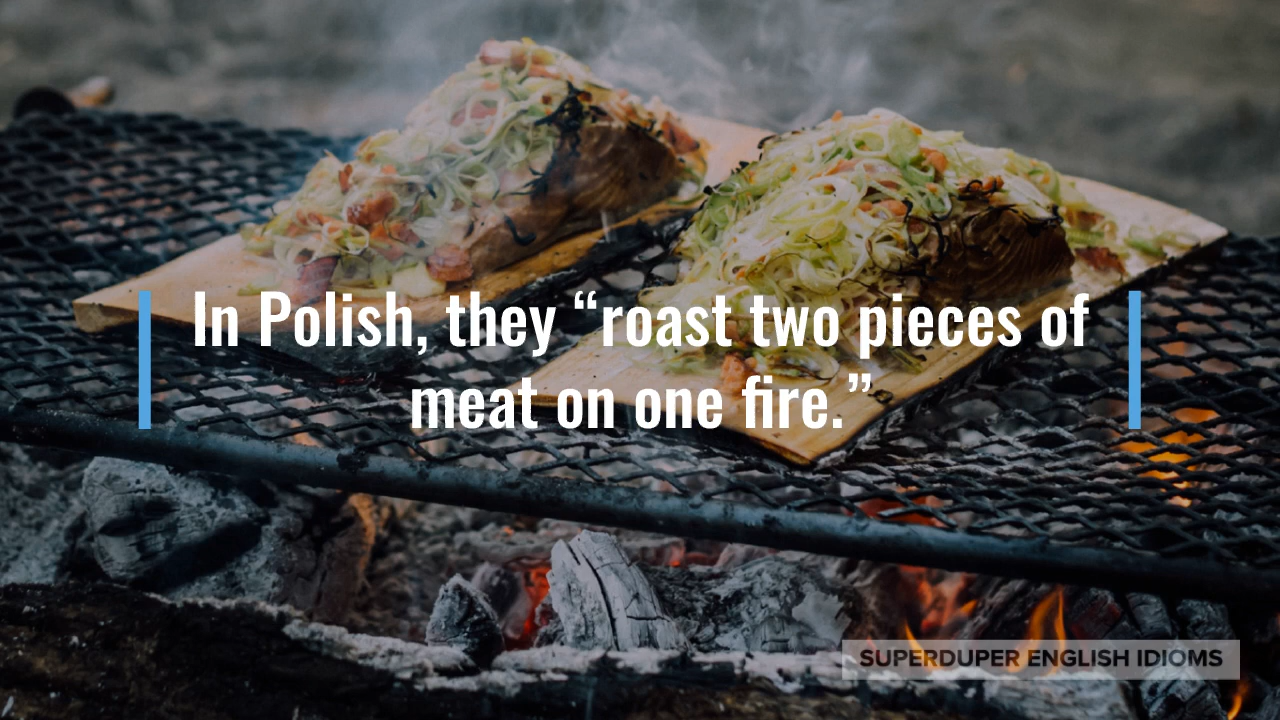 In Polish, they “roast two pieces of
meat on one fire.”
SUPERDUPER ENGLISH IDIOMS